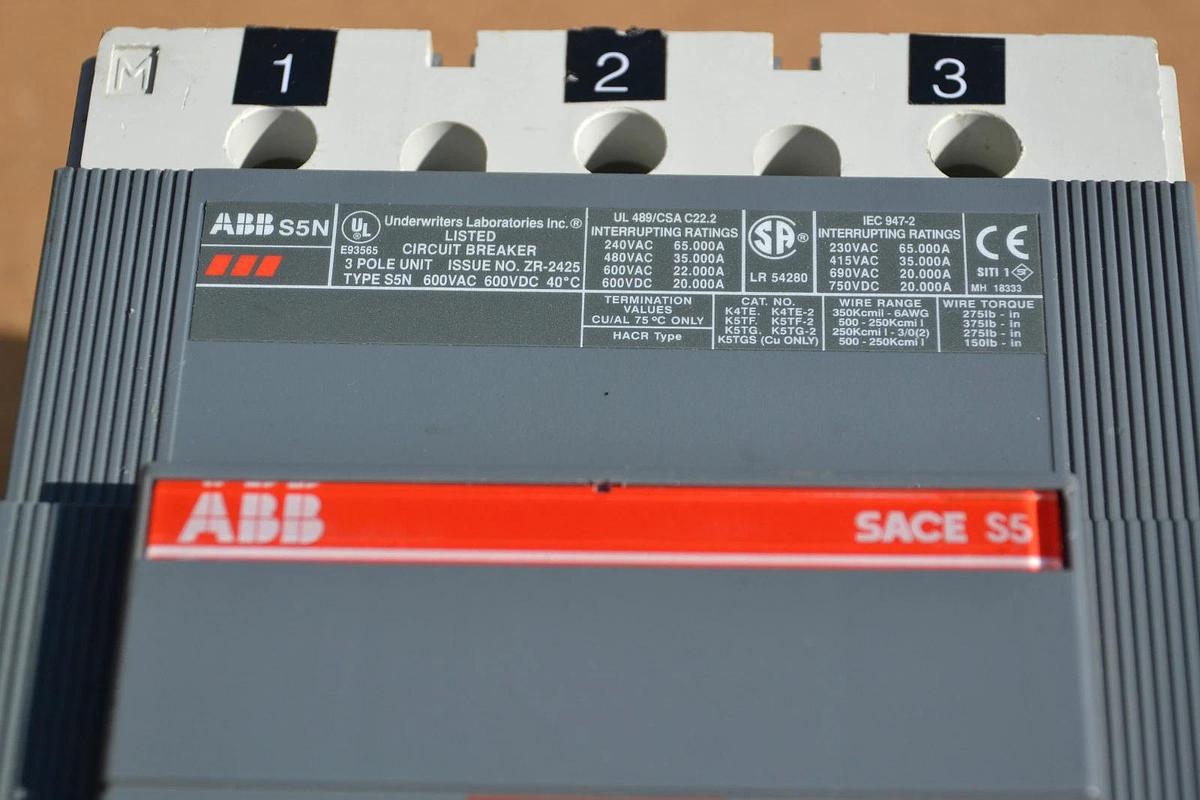 M
1 2 3
ABB S5N
UL
E93565
Underwriters Laboratories Inc.®
LISTED
CIRCUIT BREAKER
3 POLE UNIT ISSUE NO. ZR-2425
TYPE S5N 600VAC 600VDC 40°C
UL 489/CSA C22.2
INTERRUPTING RATINGS
240VAC 65.000A
480VAC 35.000A
600VAC 22.000A
600VDC 20.000A
SA®
LR 54280
IEC 947-2
INTERRUPTING RATINGS
230VAC 65.000A
415VAC 35.000A
690VAC 20.000A
750VDC 20.000A
CE
SITI 1
MH 18333
TERMINATION
VALUES
CU/AL 75 °C ONLY
HACR Type
CAT. NO.
K4TE. K4TE-2
K5TF. K5TF-2
K5TG. K5TG-2
K5TGS (Cu ONLY)
WIRE RANGE
350Kcmil - 6AWG
500 - 250Kcmil
250Kcmil - 3/0(2)
500 - 250Kcmil
WIRE TORQUE
275lb - in
375lb - in
275lb - in
150lb - in
ABB SACE S5